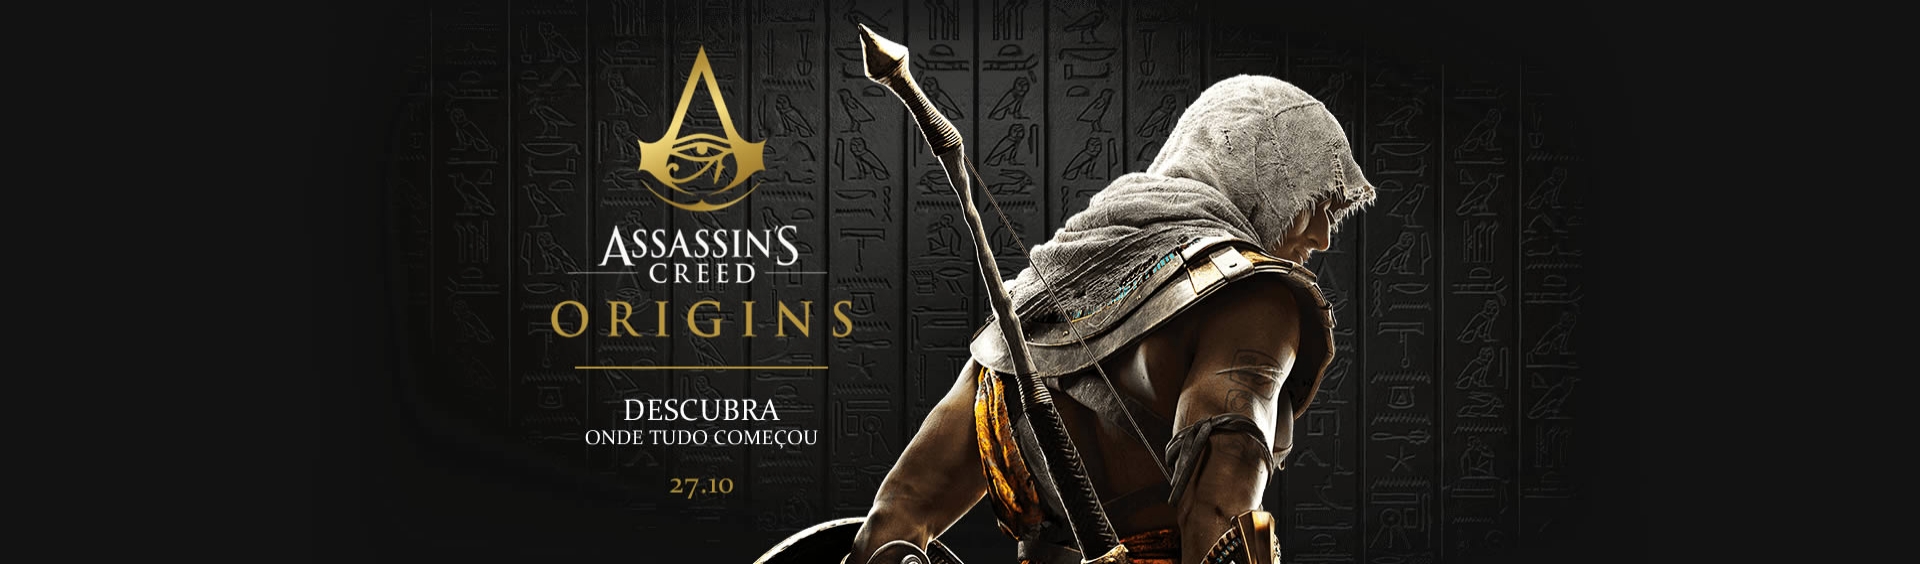 ASSASSIN'S
CREED
ORIGINS
DESCUBRA
ONDE TUDO COMEÇOU
27.10